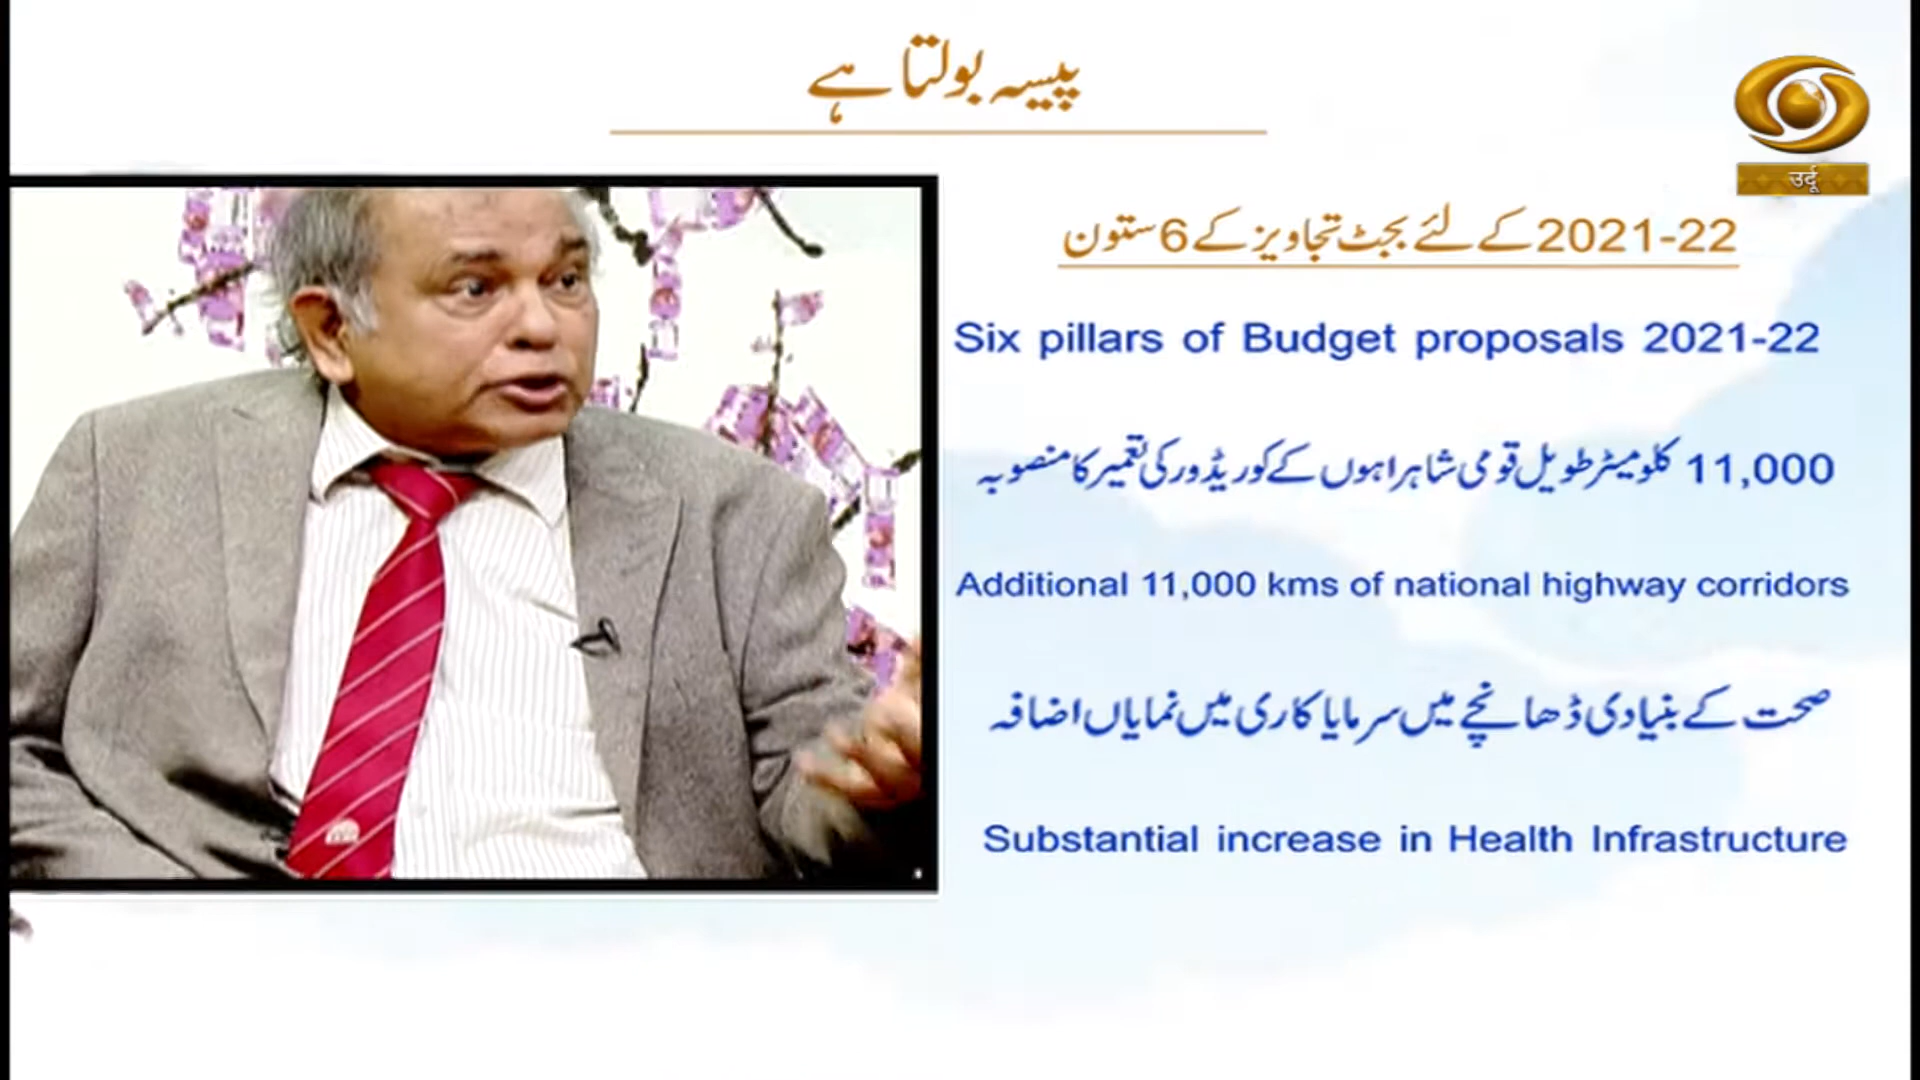 پیسہ بولتا ہے
उर्दू
2021-22 کے لئے بجٹ تجاویز کے 6 ستون
Six pillars of Budget proposals 2021-22
11,000 کلومیٹر طویل قومی شاہراہوں کے کوریڈور کی تعمیر کا منصوبہ
Additional 11,000 kms of national highway corridors
صحت کے بنیادی ڈھانچے میں سرمایا کاری میں نمایاں اضافہ
Substantial increase in Health Infrastructure